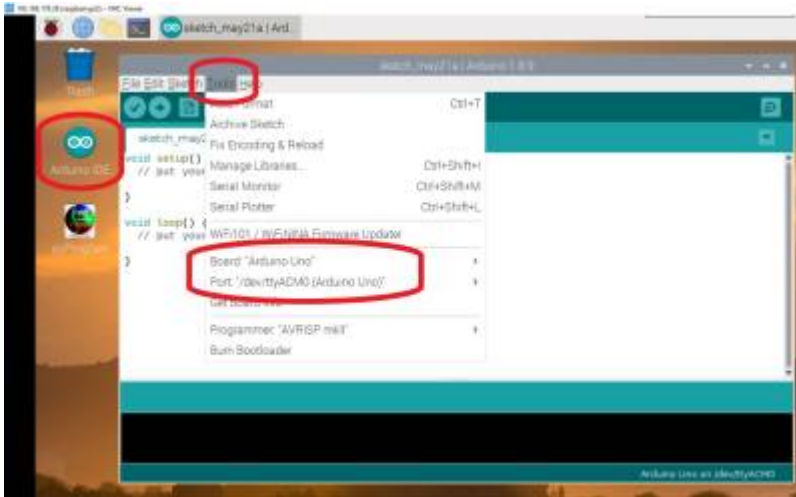 sketch_may21a | Ard...
sketch_may21a | Arduino 1.8.9
Trash
File Edit Sketch Tools Help
Ctrl+T
Archive Sketch
Fix Encoding & Reload
Manage Libraries... Ctrl+Shift+I
Serial Monitor Ctrl+Shift+M
Serial Plotter Ctrl+Shift+L
WiFi101 / WiFiNINA Firmware Updater
Board: "Arduino Uno"
Port: "/dev/ttyACM0 (Arduino Uno)"
Get Board Info
Programmer: "AVRISP mkII"
Burn Bootloader
Arduino IDE
void setup() {
// put your
}
void loop() {
// put your
}
Arduino Uno on /dev/ttyACM0